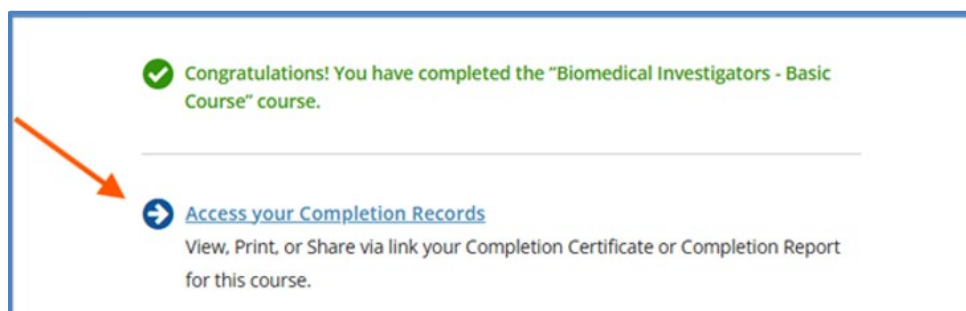 Congratulations! You have completed the “Biomedical Investigators - Basic
Course” course.
Access your Completion Records
View, Print, or Share via link your Completion Certificate or Completion Report
for this course.